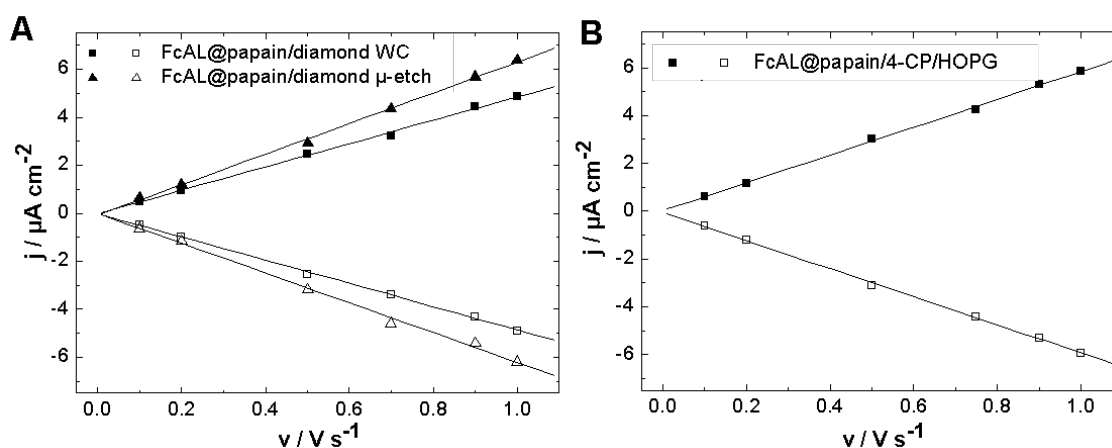 A
■ □ FcAL@papain/diamond WC
▲ △ FcAL@papain/diamond µ-etch
6
4
2
0
-2
-4
-6
j / µA cm⁻²
0.0 0.2 0.4 0.6 0.8 1.0
v / V s⁻¹
B
■ □ FcAL@papain/4-CP/HOPG
6
4
2
0
-2
-4
-6
j / µA cm⁻²
0.0 0.2 0.4 0.6 0.8 1.0
v / V s⁻¹